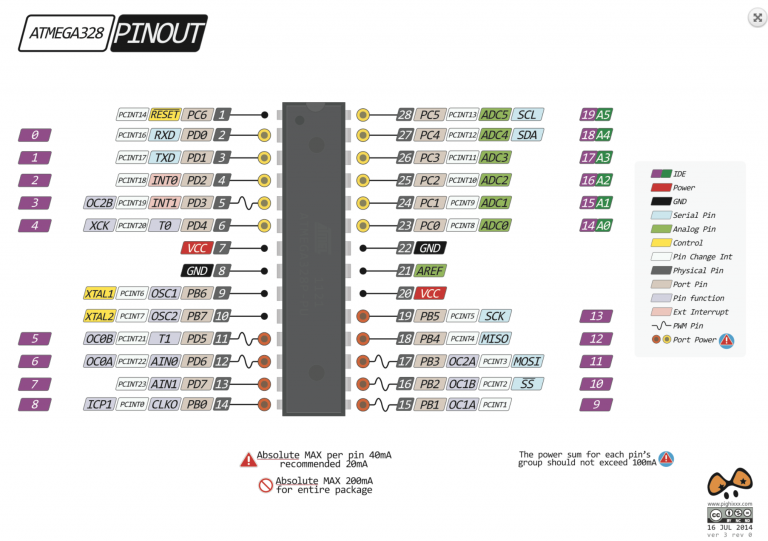 ATMEGA328 PINOUT
PCINT14 RESET PC6 1
0 PCINT16 RXD PD0 2
1 PCINT17 TXD PD1 3
2 PCINT18 INT0 PD2 4
3 OC2B PCINT19 INT1 PD3 5
4 XCK PCINT20 T0 PD4 6
VCC 7
GND 8
XTAL1 PCINT6 OSC1 PB6 9
XTAL2 PCINT7 OSC2 PB7 10
5 OC0B PCINT21 T1 PD5 11
6 OC0A PCINT22 AIN0 PD6 12
7 PCINT23 AIN1 PD7 13
8 ICP1 PCINT0 CLKO PB0 14
28 PC5 PCINT13 ADC5 SCL 19 A5
27 PC4 PCINT12 ADC4 SDA 18 A4
26 PC3 PCINT11 ADC3 17 A3
25 PC2 PCINT10 ADC2 16 A2
24 PC1 PCINT9 ADC1 15 A1
23 PC0 PCINT8 ADC0 14 A0
22 GND
21 AREF
20 VCC
19 PB5 PCINT5 SCK 13
18 PB4 PCINT4 MISO 12
17 PB3 OC2A PCINT3 MOSI 11
16 PB2 OC1B PCINT2 SS 10
15 PB1 OC1A PCINT1 9
IDE
Power
GND
Serial Pin
Analog Pin
Control
Pin Change Int
Physical Pin
Port Pin
Pin function
Ext Interrupt
PWM Pin
Port Power
Absolute MAX per pin 40mA
recommended 20mA
Absolute MAX 200mA
for entire package
The power sum for each pin's
group should not exceed 100mA
www.pighixxx.com
BY NC ND
16 JUL 2014
ver 3 rev 0